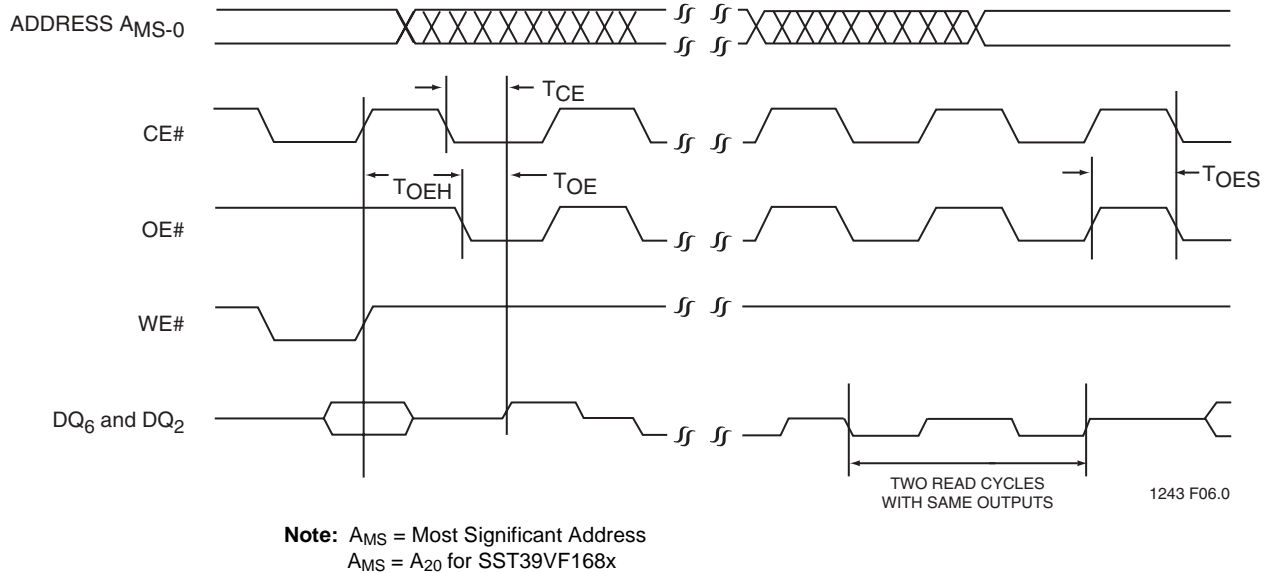 ADDRESS AMS-0
TCE
CE#
TOEH
TOE
TOES
OE#
WE#
DQ6 and DQ2
TWO READ CYCLES
WITH SAME OUTPUTS
1243 F06.0
Note: AMS = Most Significant Address
AMS = A20 for SST39VF168x